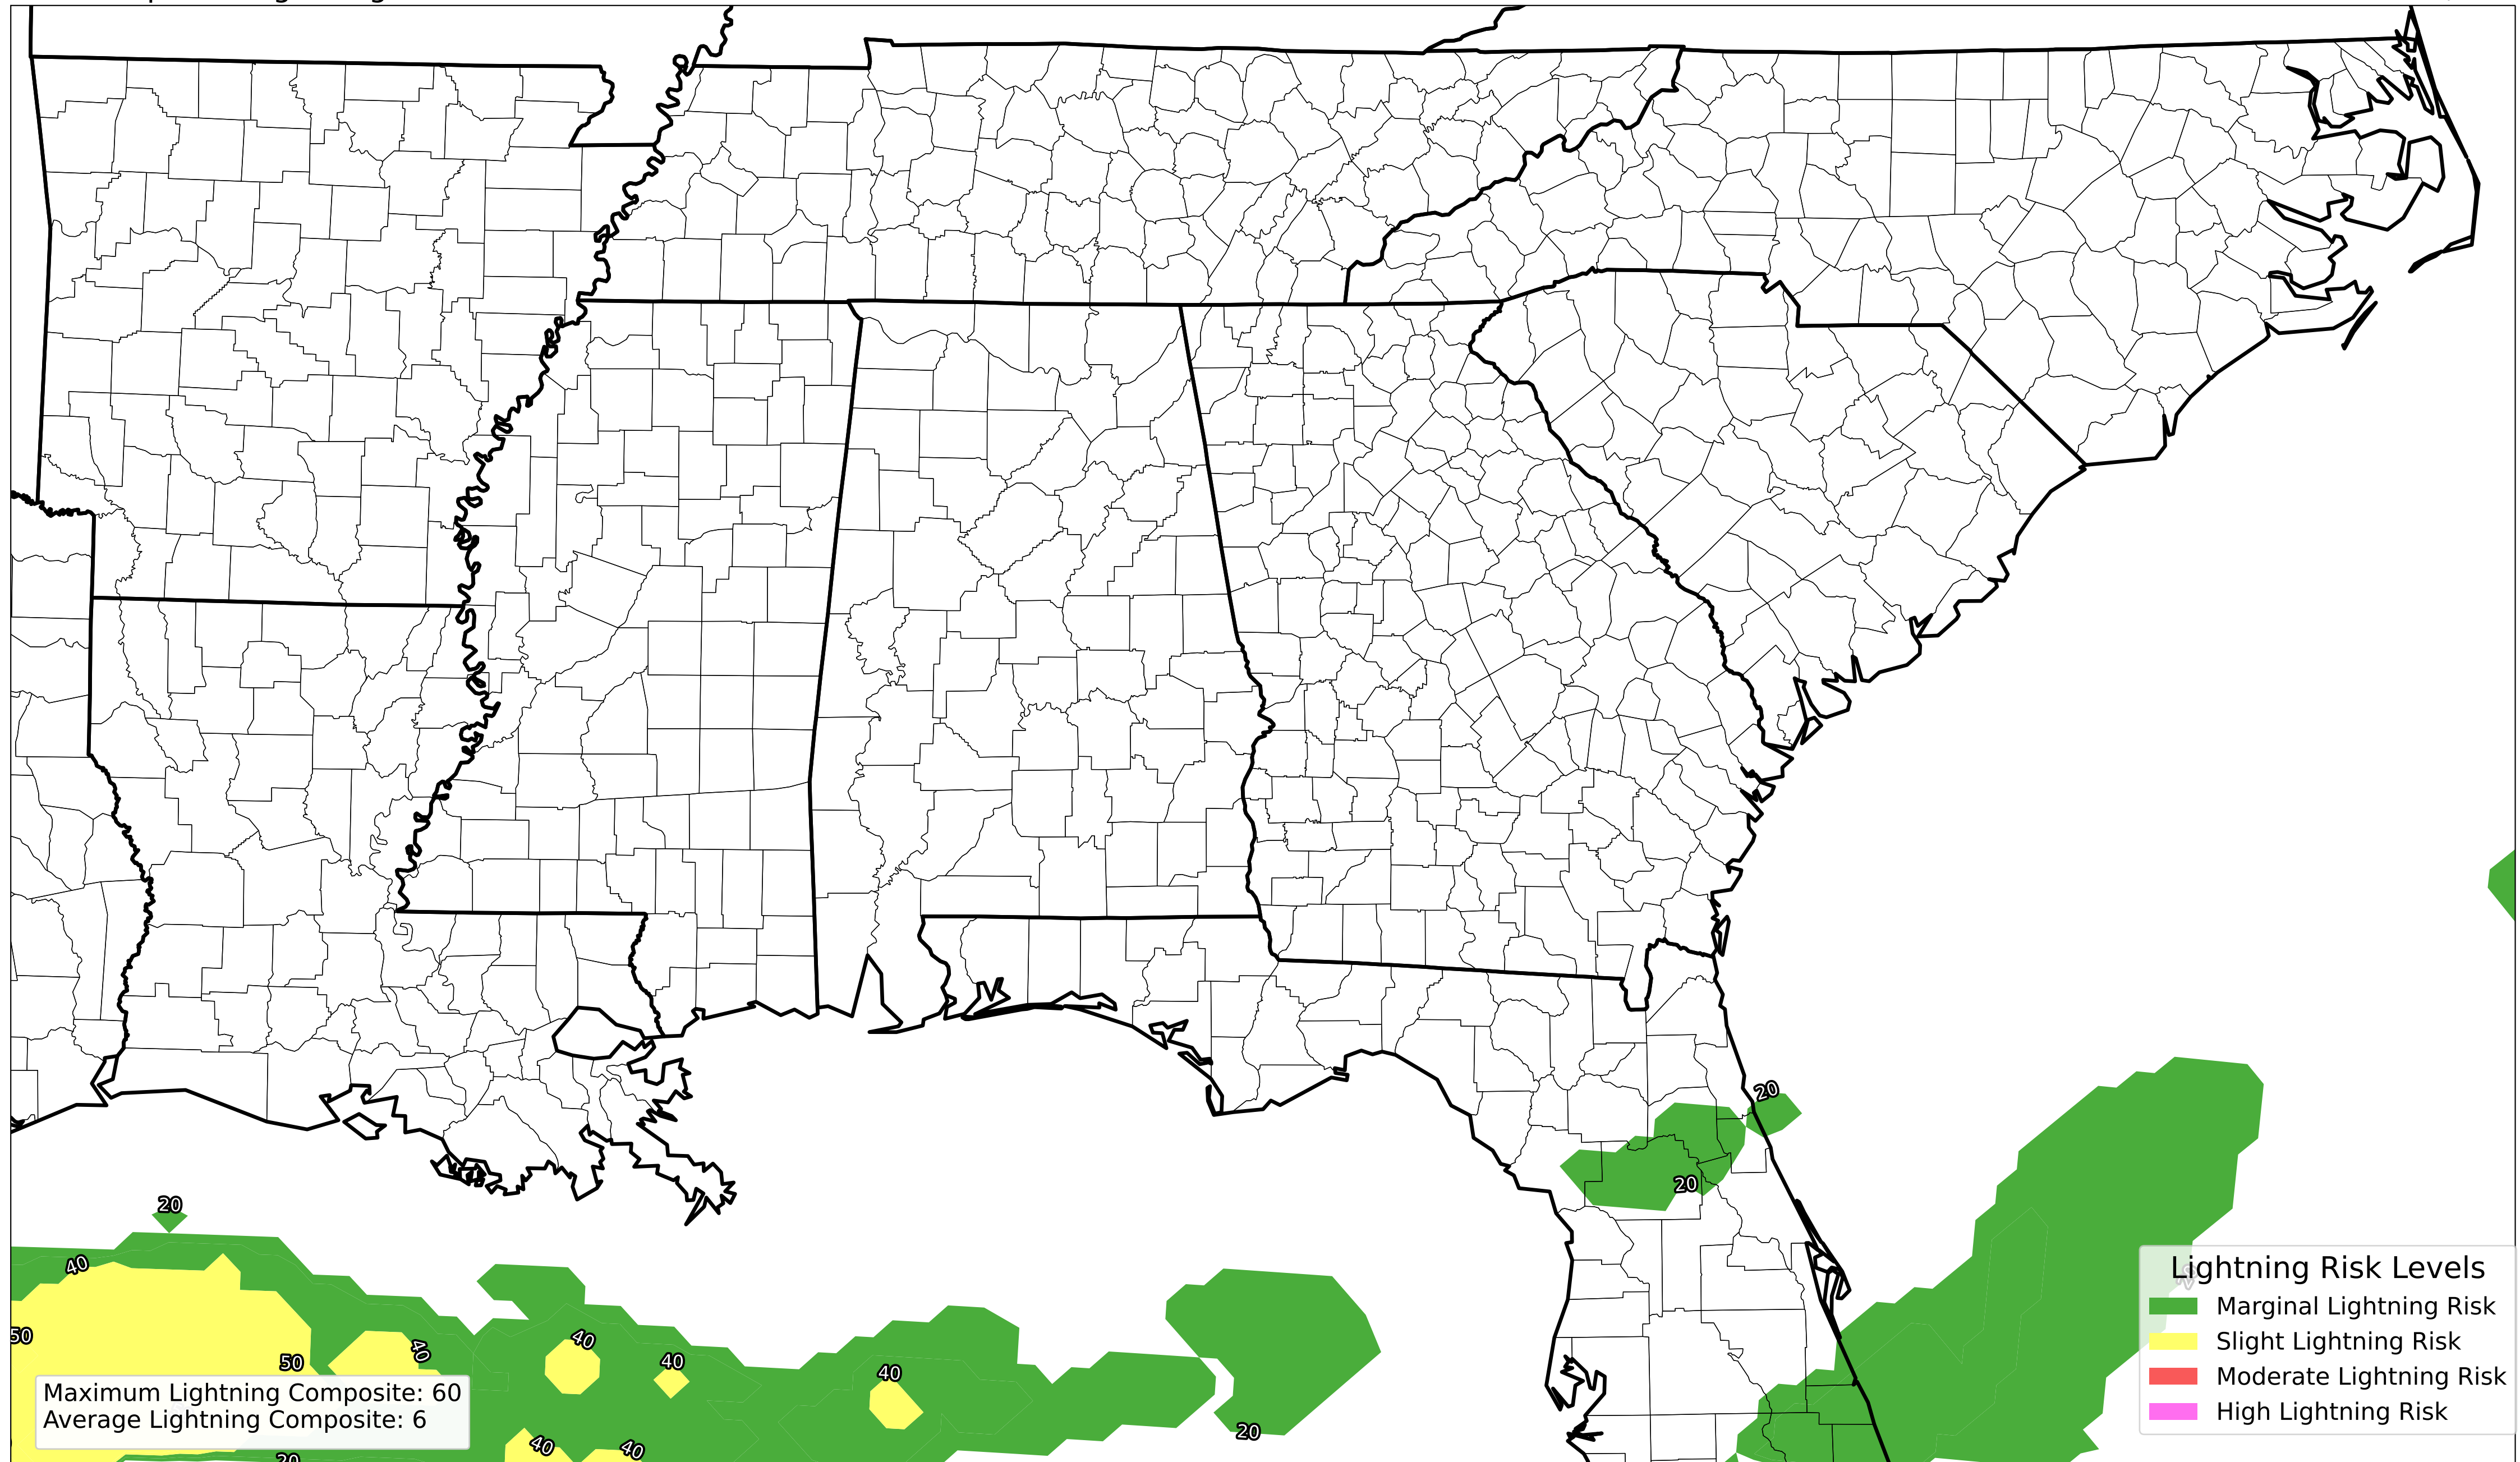 20
20
20
40
50
50
40
40
40
40
20
40
40
20
Lightning Risk Levels
Marginal Lightning Risk
Slight Lightning Risk
Moderate Lightning Risk
High Lightning Risk
Maximum Lightning Composite: 60
Average Lightning Composite: 6